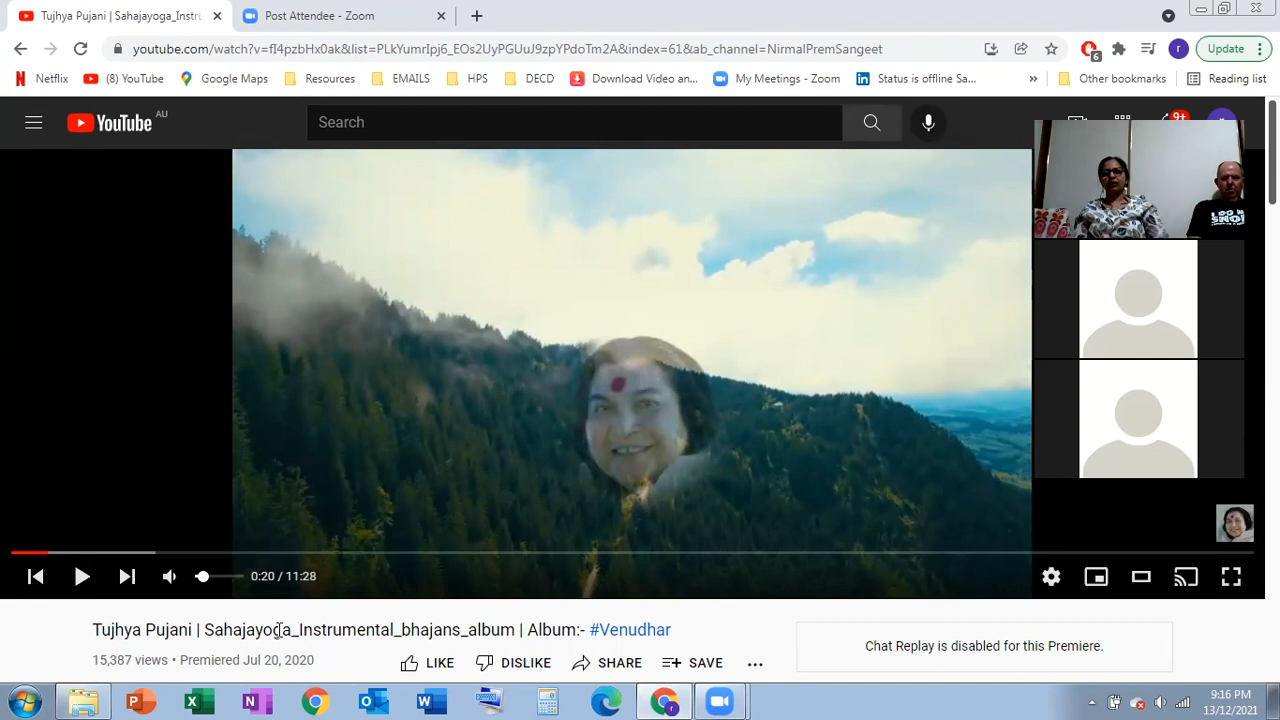 Tujhya Pujani | Sahajayoga_Instru
Post Attendee - Zoom
youtube.com/watch?v=fI4pzbHx0ak&list=PLkYumrIpj6_EOs2UyPGUuJ9zpYPdoTm2A&index=61&ab_channel=NirmalPremSangeet
6
r
Update
Netflix
(8) YouTube
Google Maps
Resources
EMAILS
HPS
DECD
Download Video an...
My Meetings - Zoom
Status is offline Sa...
»
Other bookmarks
Reading list
YouTube AU
Search
9+
I DO M
SNO!
0:20 / 11:28
Tujhya Pujani | Sahajayoga_Instrumental_bhajans_album | Album:- #Venudhar
15,387 views • Premiered Jul 20, 2020
LIKE
DISLIKE
SHARE
SAVE
Chat Replay is disabled for this Premiere.
9:16 PM
13/12/2021